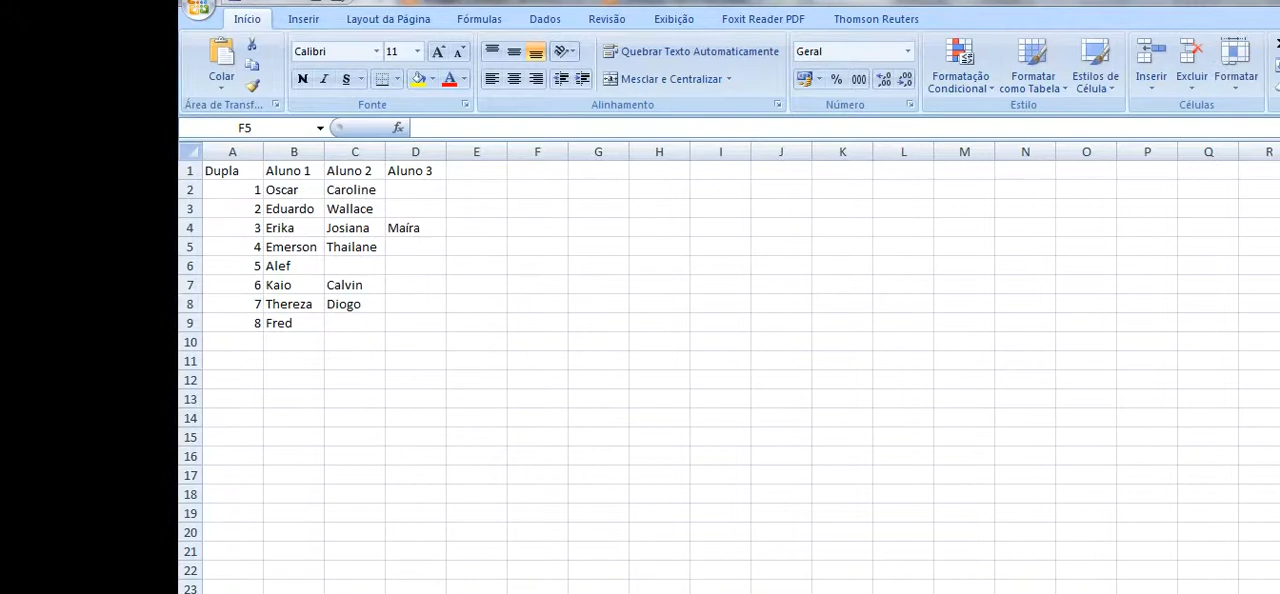 Início Inserir Layout da Página Fórmulas Dados Revisão Exibição Foxit Reader PDF Thomson Reuters
Calibri 11 A A Quebrar Texto Automaticamente Geral
Colar N I S A Mesclar e Centralizar % 000 Formatação Condicional Formatar como Tabela Estilos de Célula Inserir Excluir Formatar
Área de Transf... Fonte Alinhamento Número Estilo Células
F5 fx
A B C D E F G H I J K L M N O P Q R
1 Dupla Aluno 1 Aluno 2 Aluno 3
2 1 Oscar Caroline
3 2 Eduardo Wallace
4 3 Erika Josiana Maíra
5 4 Emerson Thailane
6 5 Alef
7 6 Kaio Calvin
8 7 Thereza Diogo
9 8 Fred
10
11
12
13
14
15
16
17
18
19
20
21
22
23